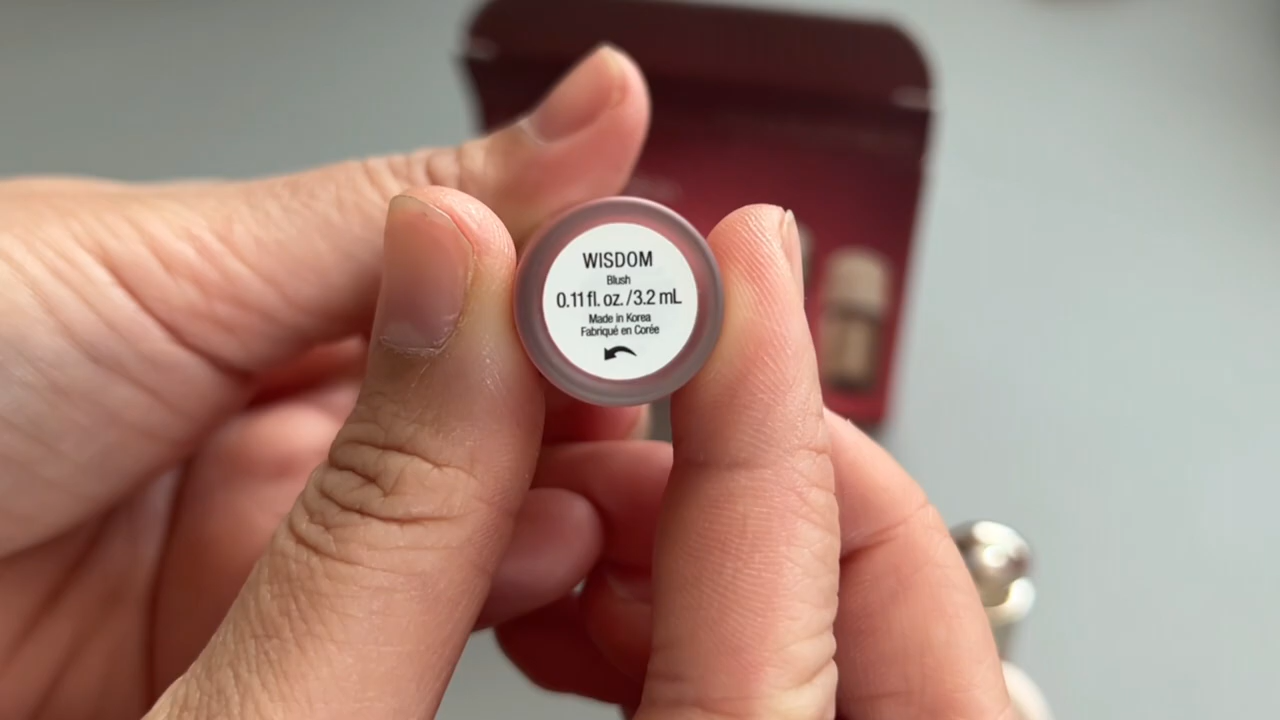 WISDOM
Blush
0.11 fl. oz. /3.2 mL
Made in Korea
Fabriqué en Corée